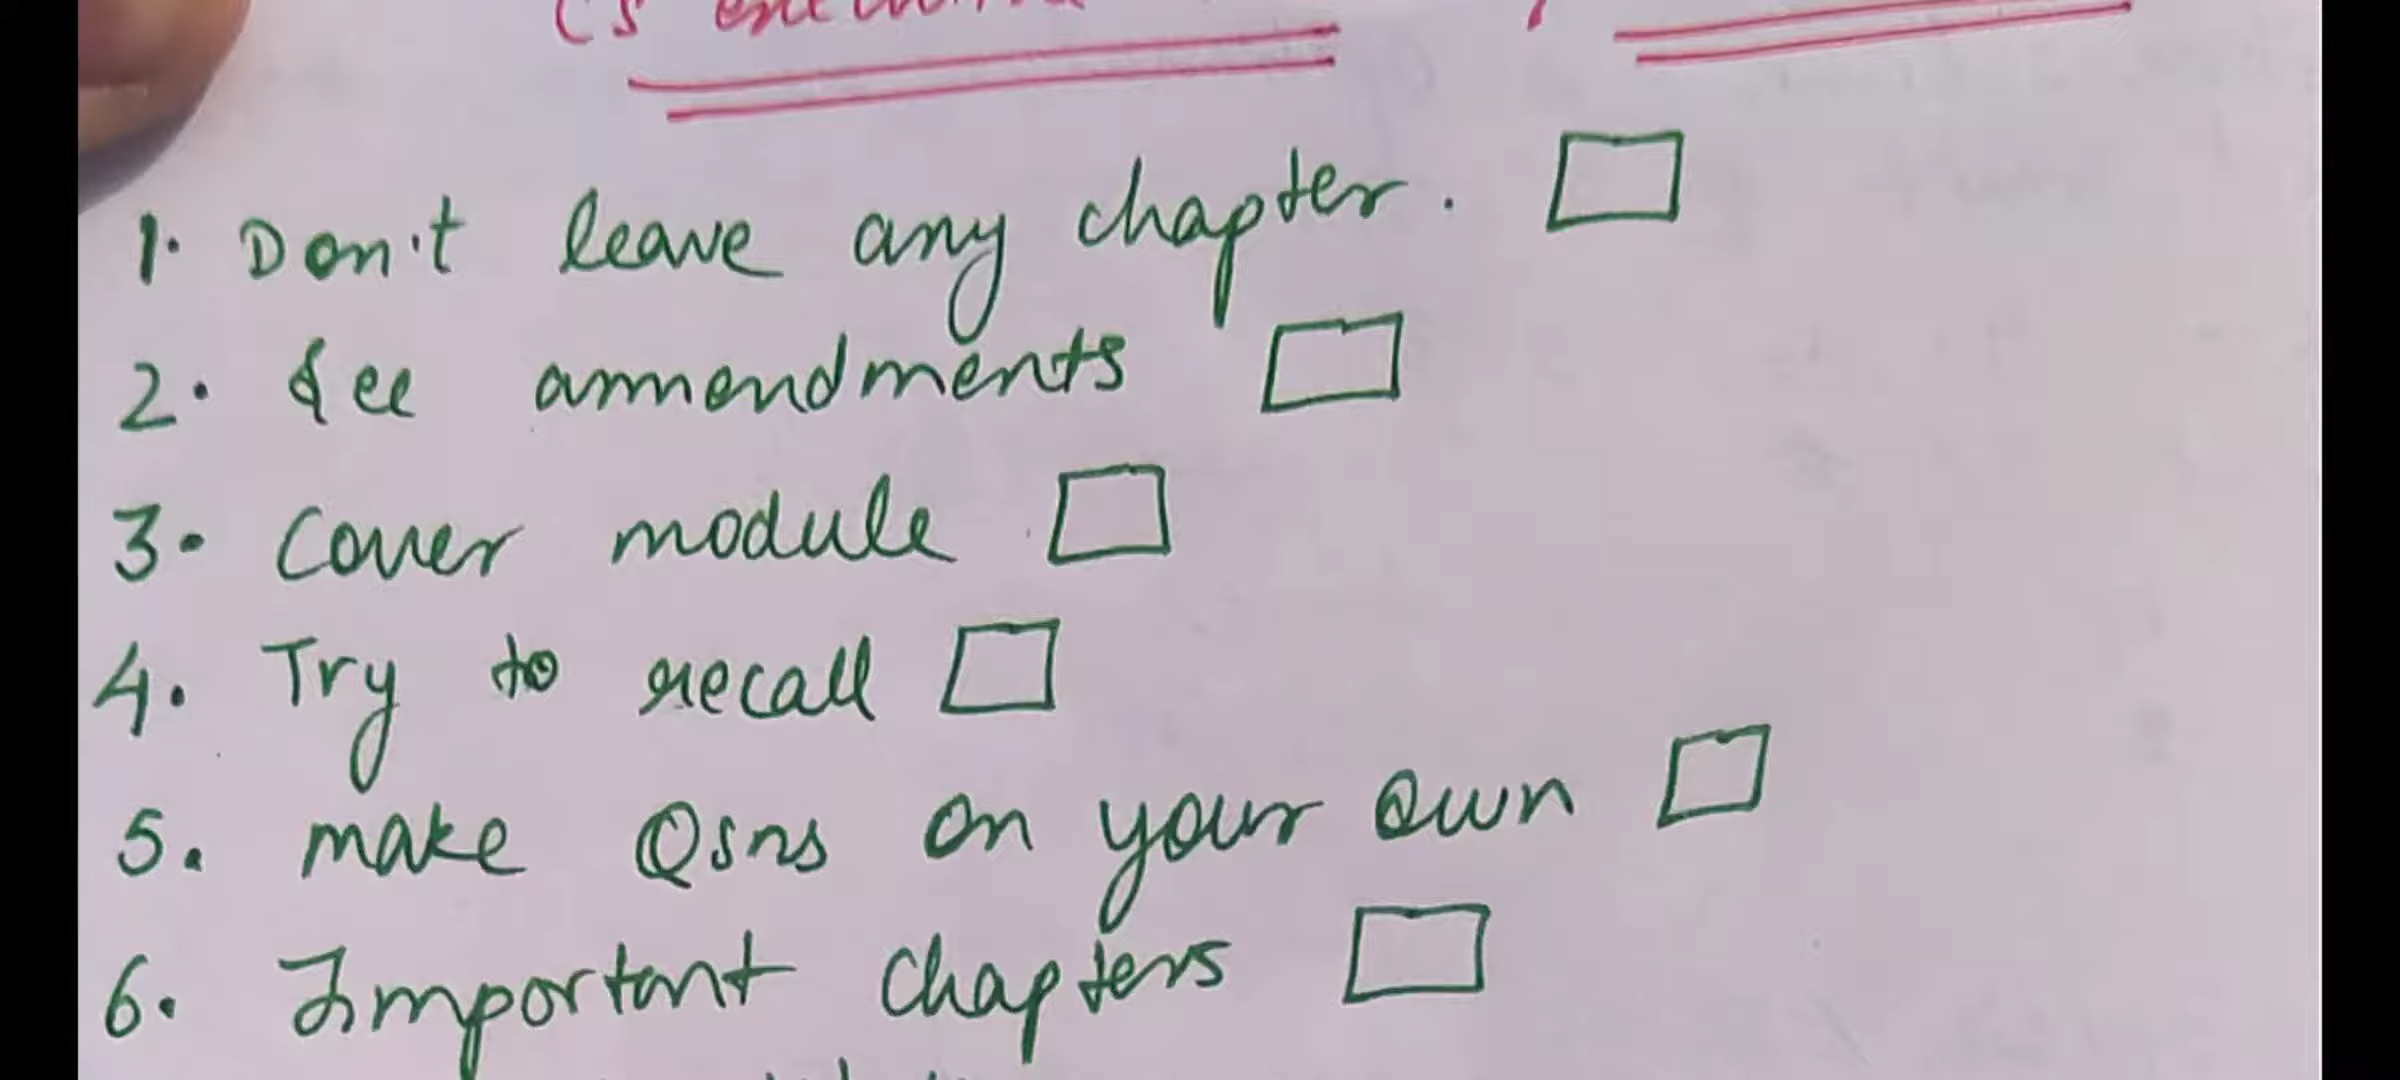 CS
1. Don't leave any chapter.
2. See ammendments
3. Cover module
4. Try to recall
5. make Qsns on your own
6. Important chapters